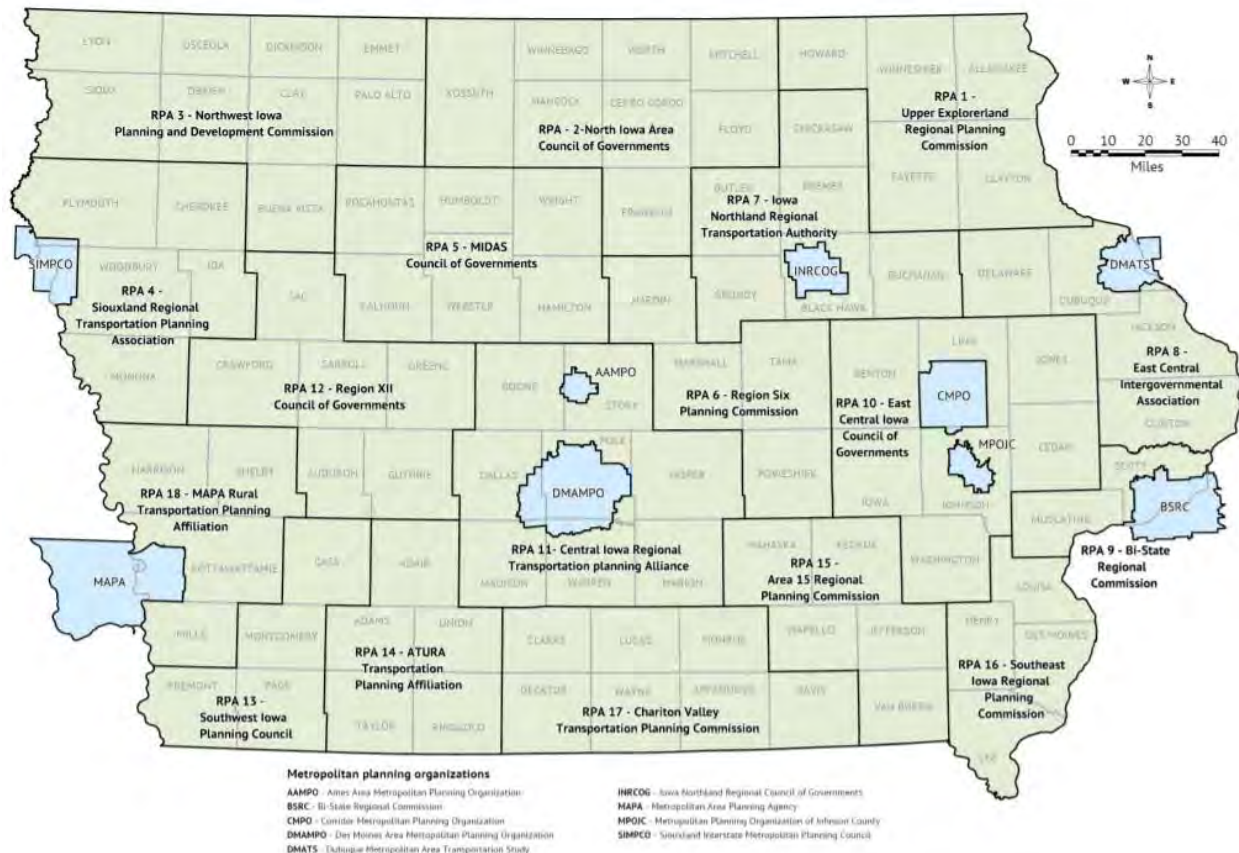 LYON
OSCEOLA
DICKINSON
EMMET
WINNEBAGO
WORTH
MITCHELL
HOWARD
WINNESHIEK
ALLAMAKEE
N
W E
S
SIOUX
OBRIEN
CLAY
PALO ALTO
KOSSUTH
HANCOCK
CERRO GORDO
FLOYD
CHICKASAW
RPA 3 - Northwest Iowa
Planning and Development Commission
RPA - 2-North Iowa Area
Council of Governments
RPA 1 -
Upper Explorerland
Regional Planning
Commission
0 10 20 30 40
Miles
PLYMOUTH
CHEROKEE
BUENA VISTA
POCAHONTAS
HUMBOLDT
WRIGHT
FRANKLIN
BUTLER
BREMER
FAYETTE
CLAYTON
RPA 7 - Iowa
Northland Regional
Transportation Authority
RPA 5 - MIDAS
Council of Governments
SIMPCO
WOODBURY
IDA
SAC
CALHOUN
WEBSTER
HAMILTON
HARDIN
GRUNDY
INRCOG
BLACK HAWK
BUCHANAN
DELAWARE
DUBUQUE
DMATS
RPA 4 -
Siouxland Regional
Transportation Planning
Association
JACKSON
RPA 8 -
East Central
Intergovernmental
Association
CLINTON
MONONA
CRAWFORD
CARROLL
GREENE
BOONE
AAMPO
STORY
MARSHALL
TAMA
BENTON
LINN
JONES
RPA 12 - Region XII
Council of Governments
RPA 6 - Region Six
Planning Commission
RPA 10 - East
Central Iowa
Council of
Governments
CMPO
MPOJC
CEDAR
HARRISON
SHELBY
AUDUBON
GUTHRIE
DALLAS
POLK
DMAMPO
JASPER
POWESHIEK
IOWA
JOHNSON
SCOTT
MUSCATINE
BSRC
RPA 18 - MAPA Rural
Transportation Planning
Affiliation
RPA 9 - Bi-State
Regional
Commission
MAPA
POTTAWATTAMIE
CASS
ADAIR
MADISON
WARREN
MARION
MAHASKA
KEOKUK
WASHINGTON
LOUISA
RPA 11- Central Iowa Regional
Transportation planning Alliance
RPA 15 -
Area 15 Regional
Planning Commission
MILLS
MONTGOMERY
ADAMS
UNION
CLARKE
LUCAS
MONROE
WAPELLO
JEFFERSON
HENRY
DES MOINES
RPA 14 - ATURA
Transportation
Planning Affiliation
RPA 16 - Southeast
Iowa Regional
Planning
Commission
FREMONT
PAGE
TAYLOR
RINGGOLD
DECATUR
WAYNE
APPANOOSE
DAVIS
VAN BUREN
LEE
RPA 13 -
Southwest Iowa
Planning Council
RPA 17 - Chariton Valley
Transportation Planning Commission
Metropolitan planning organizations
AAMPO - Ames Area Metropolitan Planning Organization
BSRC - Bi-State Regional Commission
CMPO - Corridor Metropolitan Planning Organization
DMAMPO - Des Moines Area Metropolitan Planning Organization
DMATS - Dubuque Metropolitan Area Transportation Study
INRCOG - Iowa Northland Regional Council of Governments
MAPA - Metropolitan Area Planning Agency
MPOJC - Metropolitan Planning Organization of Johnson County
SIMPCO - Siouxland Interstate Metropolitan Planning Council